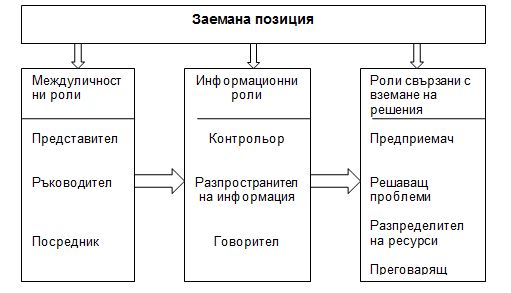 Заемана позиция
Междуличност
ни роли
Представител
Ръководител
Посредник
Информационни
роли
Контрольор
Разпространител
на информация
Говорител
Роли свързани с
вземане на
решения
Предприемач
Решаващ
проблеми
Разпределител
на ресурси
Преговарящ